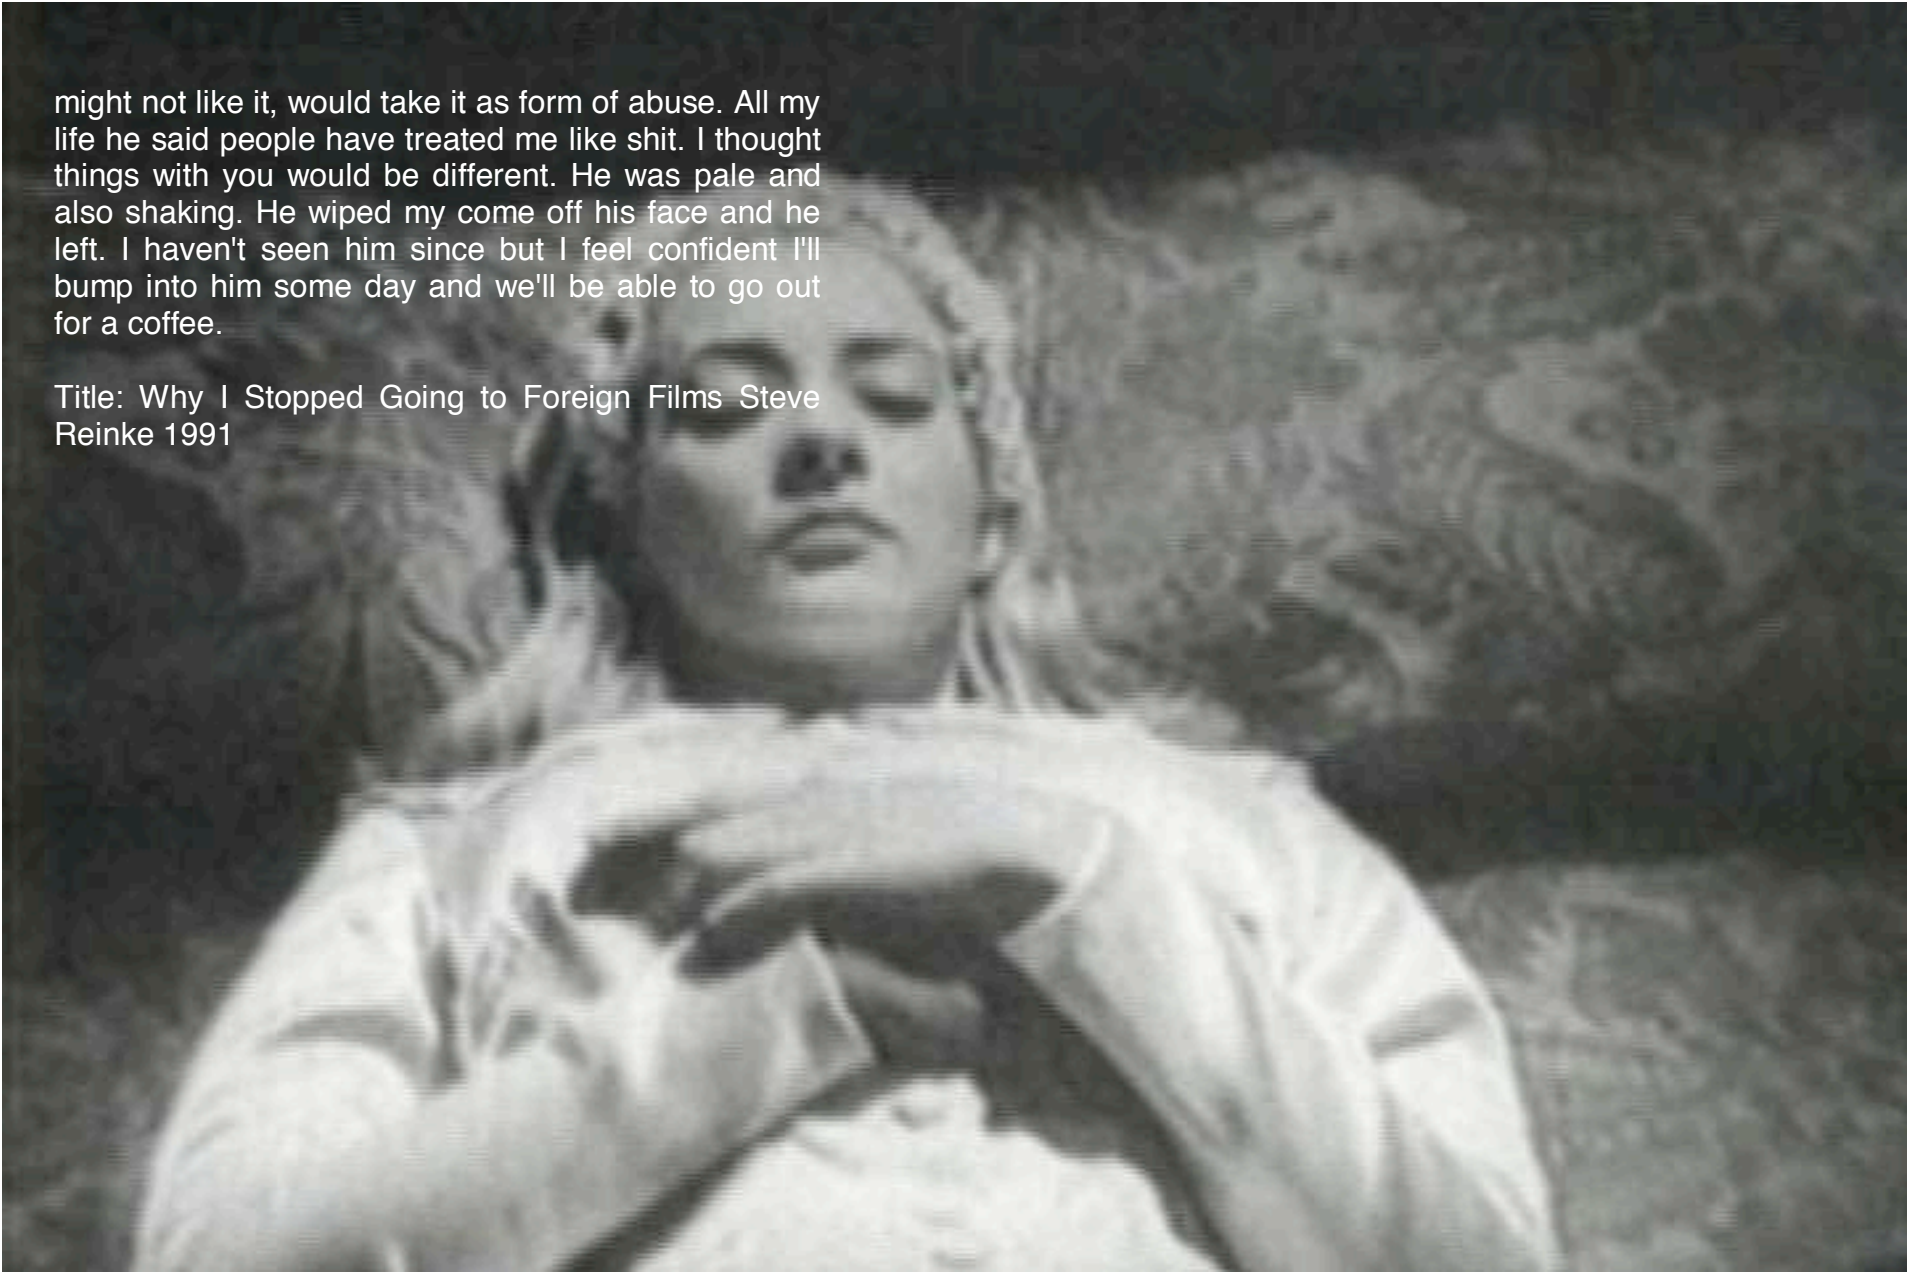 might not like it, would take it as form of abuse. All my
life he said people have treated me like shit. I thought
things with you would be different. He was pale and
also shaking. He wiped my come off his face and he
left. I haven't seen him since but I feel confident I'll
bump into him some day and we'll be able to go out
for a coffee.
Title: Why I Stopped Going to Foreign Films Steve
Reinke 1991